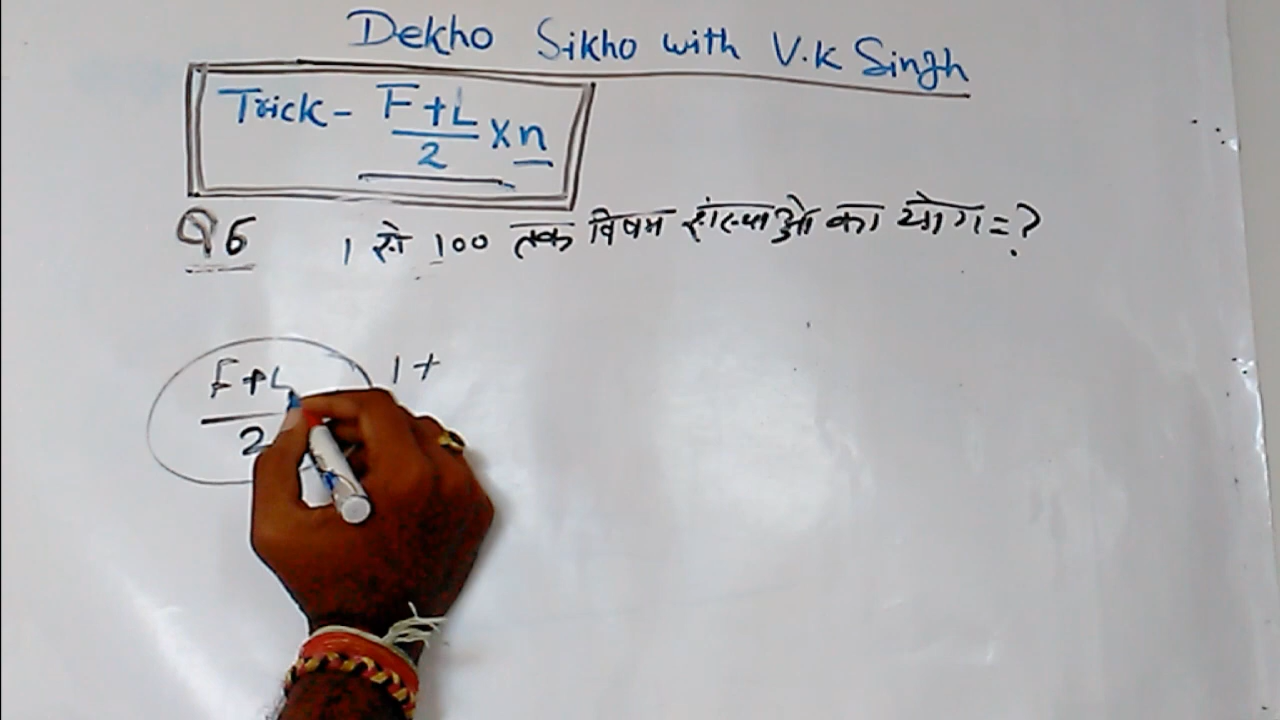 Dekho Sikho with V.K Singh
Trick - F+L/2 × n
Q6 1 से 100 तक विषम संख्याओ का योग = ?
F+L/2 1+